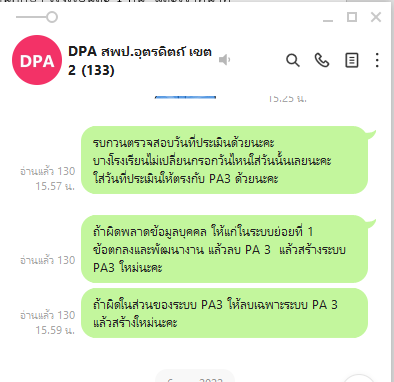 DPA
DPA สพป.อุตรดิตถ์ เขต
2 (133)
15.25 น.
รบกวนตรวจสอบวันที่ประเมินด้วยนะคะ
บางโรงเรียนไม่เปลี่ยนกรอกวันไหนใส่วันนั้นเลยนะคะ
ใส่วันที่ประเมินให้ตรงกับ PA3 ด้วยนะคะ
อ่านแล้ว 130
15.57 น.
ถ้าผิดพลาดข้อมูลบุคคล ให้แก่ในระบบย่อยที่ 1
ข้อตกลงและพัฒนางาน แล้วลบ PA 3 แล้วสร้างระบบ
PA3 ใหม่นะคะ
อ่านแล้ว 130
ถ้าผิดในส่วนของระบบ PA3 ให้ลบเฉพาะระบบ PA 3
แล้วสร้างใหม่นะคะ
อ่านแล้ว 130
15.59 น.